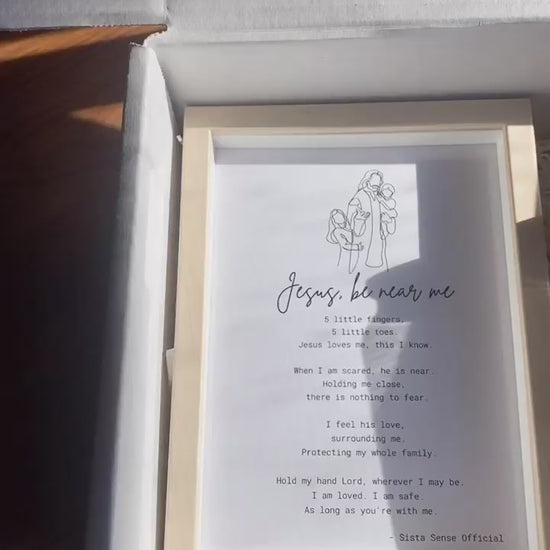 Jesus, be near me
5 little fingers,
5 little toes.
Jesus loves me, this I know.
When I am scared, he is near.
Holding me close,
there is nothing to fear.
I feel his love,
surrounding me.
Protecting my whole family.
Hold my hand Lord, wherever I may be.
I am loved. I am safe.
As long as you're with me.
- Sista Sense Official